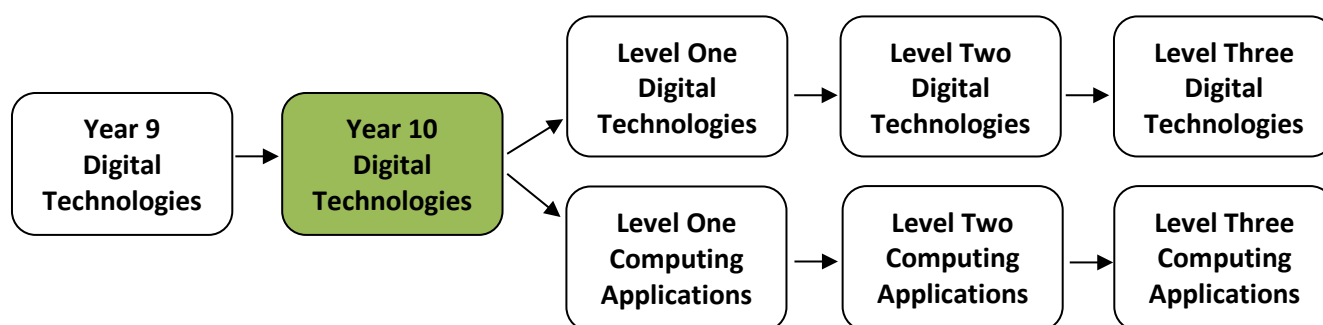 Year 9
Digital
Technologies
Year 10
Digital
Technologies
Level One
Digital
Technologies
Level Two
Digital
Technologies
Level Three
Digital
Technologies
Level One
Computing
Applications
Level Two
Computing
Applications
Level Three
Computing
Applications